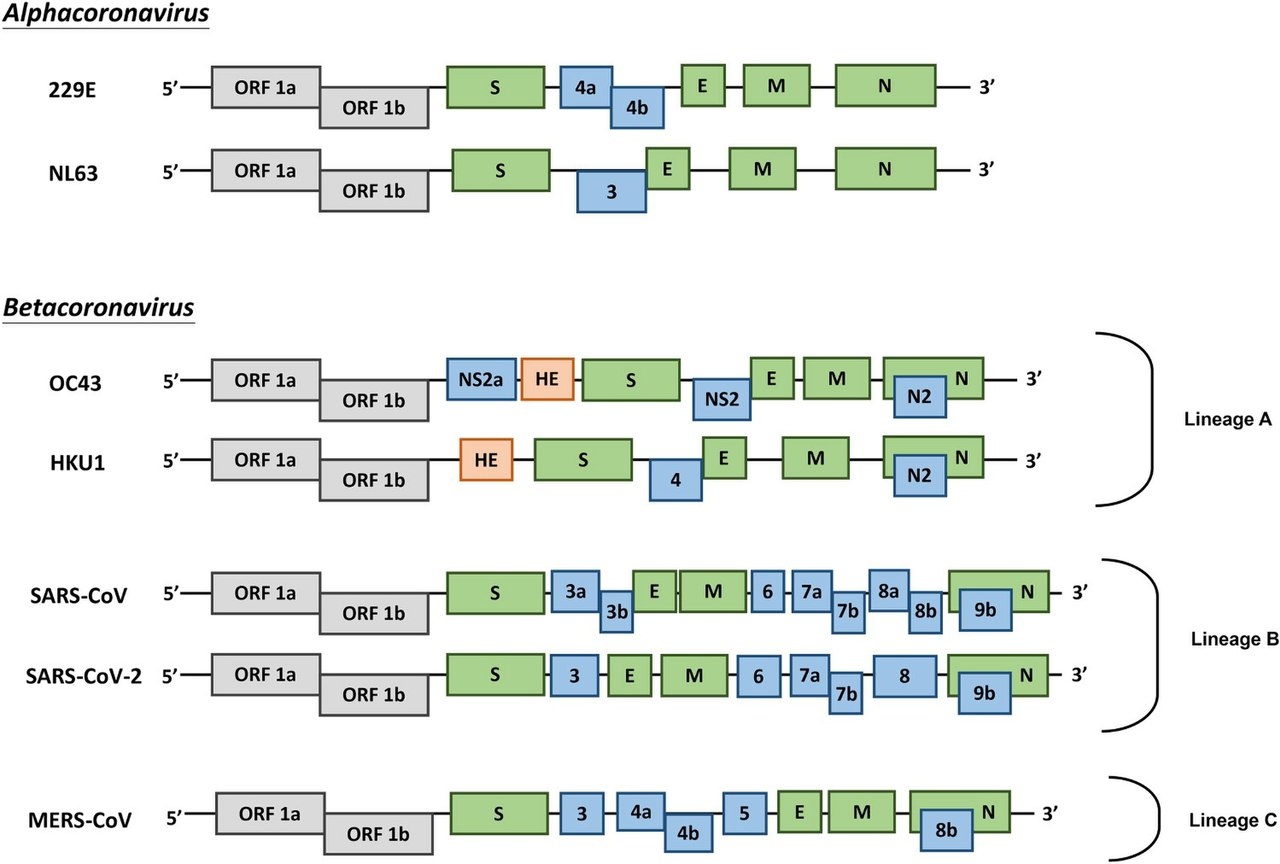 Alphacoronavirus
229E 5’ ORF 1a ORF 1b S 4a 4b E M N 3’
NL63 5’ ORF 1a ORF 1b S 3 E M N 3’
Betacoronavirus
OC43 5’ ORF 1a ORF 1b NS2a HE S NS2 E M N2 N 3’
HKU1 5’ ORF 1a ORF 1b HE S 4 E M N2 N 3’
Lineage A
SARS-CoV 5’ ORF 1a ORF 1b S 3a 3b E M 6 7a 7b 8a 8b 9b N 3’
SARS-CoV-2 5’ ORF 1a ORF 1b S 3 E M 6 7a 7b 8 9b N 3’
Lineage B
MERS-CoV 5’ ORF 1a ORF 1b S 3 4a 4b 5 E M 8b N 3’
Lineage C